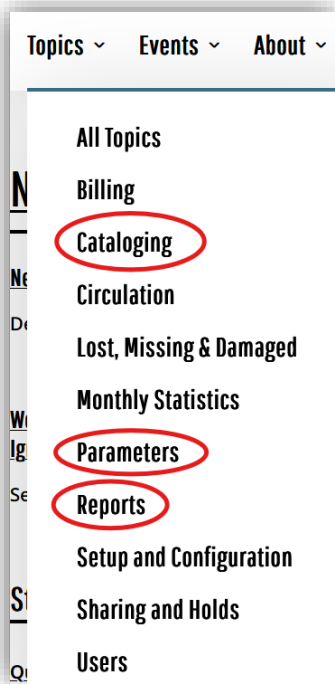 Topics Events About
All Topics
Billing
Cataloging
Circulation
Lost, Missing & Damaged
Monthly Statistics
Parameters
Reports
Setup and Configuration
Sharing and Holds
Users